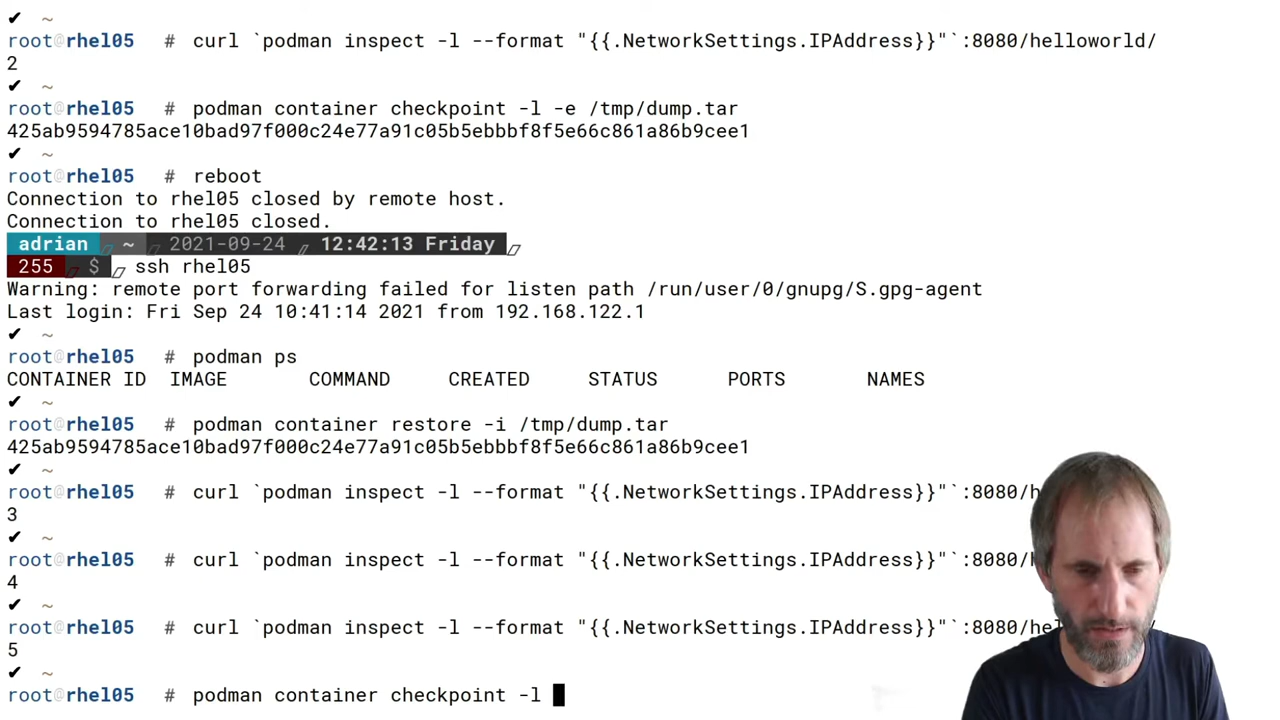 ✔ ~
root@rhel05 # curl `podman inspect -l --format "{{.NetworkSettings.IPAddress}}"`:8080/helloworld/
2
✔ ~
root@rhel05 # podman container checkpoint -l -e /tmp/dump.tar
425ab9594785ace10bad97f000c24e77a91c05b5ebbbf8f5e66c861a86b9cee1
✔ ~
root@rhel05 # reboot
Connection to rhel05 closed by remote host.
Connection to rhel05 closed.
adrian ~ 2021-09-24 12:42:13 Friday
255 $ ssh rhel05
Warning: remote port forwarding failed for listen path /run/user/0/gnupg/S.gpg-agent
Last login: Fri Sep 24 10:41:14 2021 from 192.168.122.1
✔ ~
root@rhel05 # podman ps
CONTAINER ID IMAGE COMMAND CREATED STATUS PORTS NAMES
✔ ~
root@rhel05 # podman container restore -i /tmp/dump.tar
425ab9594785ace10bad97f000c24e77a91c05b5ebbbf8f5e66c861a86b9cee1
✔ ~
root@rhel05 # curl `podman inspect -l --format "{{.NetworkSettings.IPAddress}}"`:8080/h
3
✔ ~
root@rhel05 # curl `podman inspect -l --format "{{.NetworkSettings.IPAddress}}"`:8080/h
4
✔ ~
root@rhel05 # curl `podman inspect -l --format "{{.NetworkSettings.IPAddress}}"`:8080/hel
5
✔ ~
root@rhel05 # podman container checkpoint -l